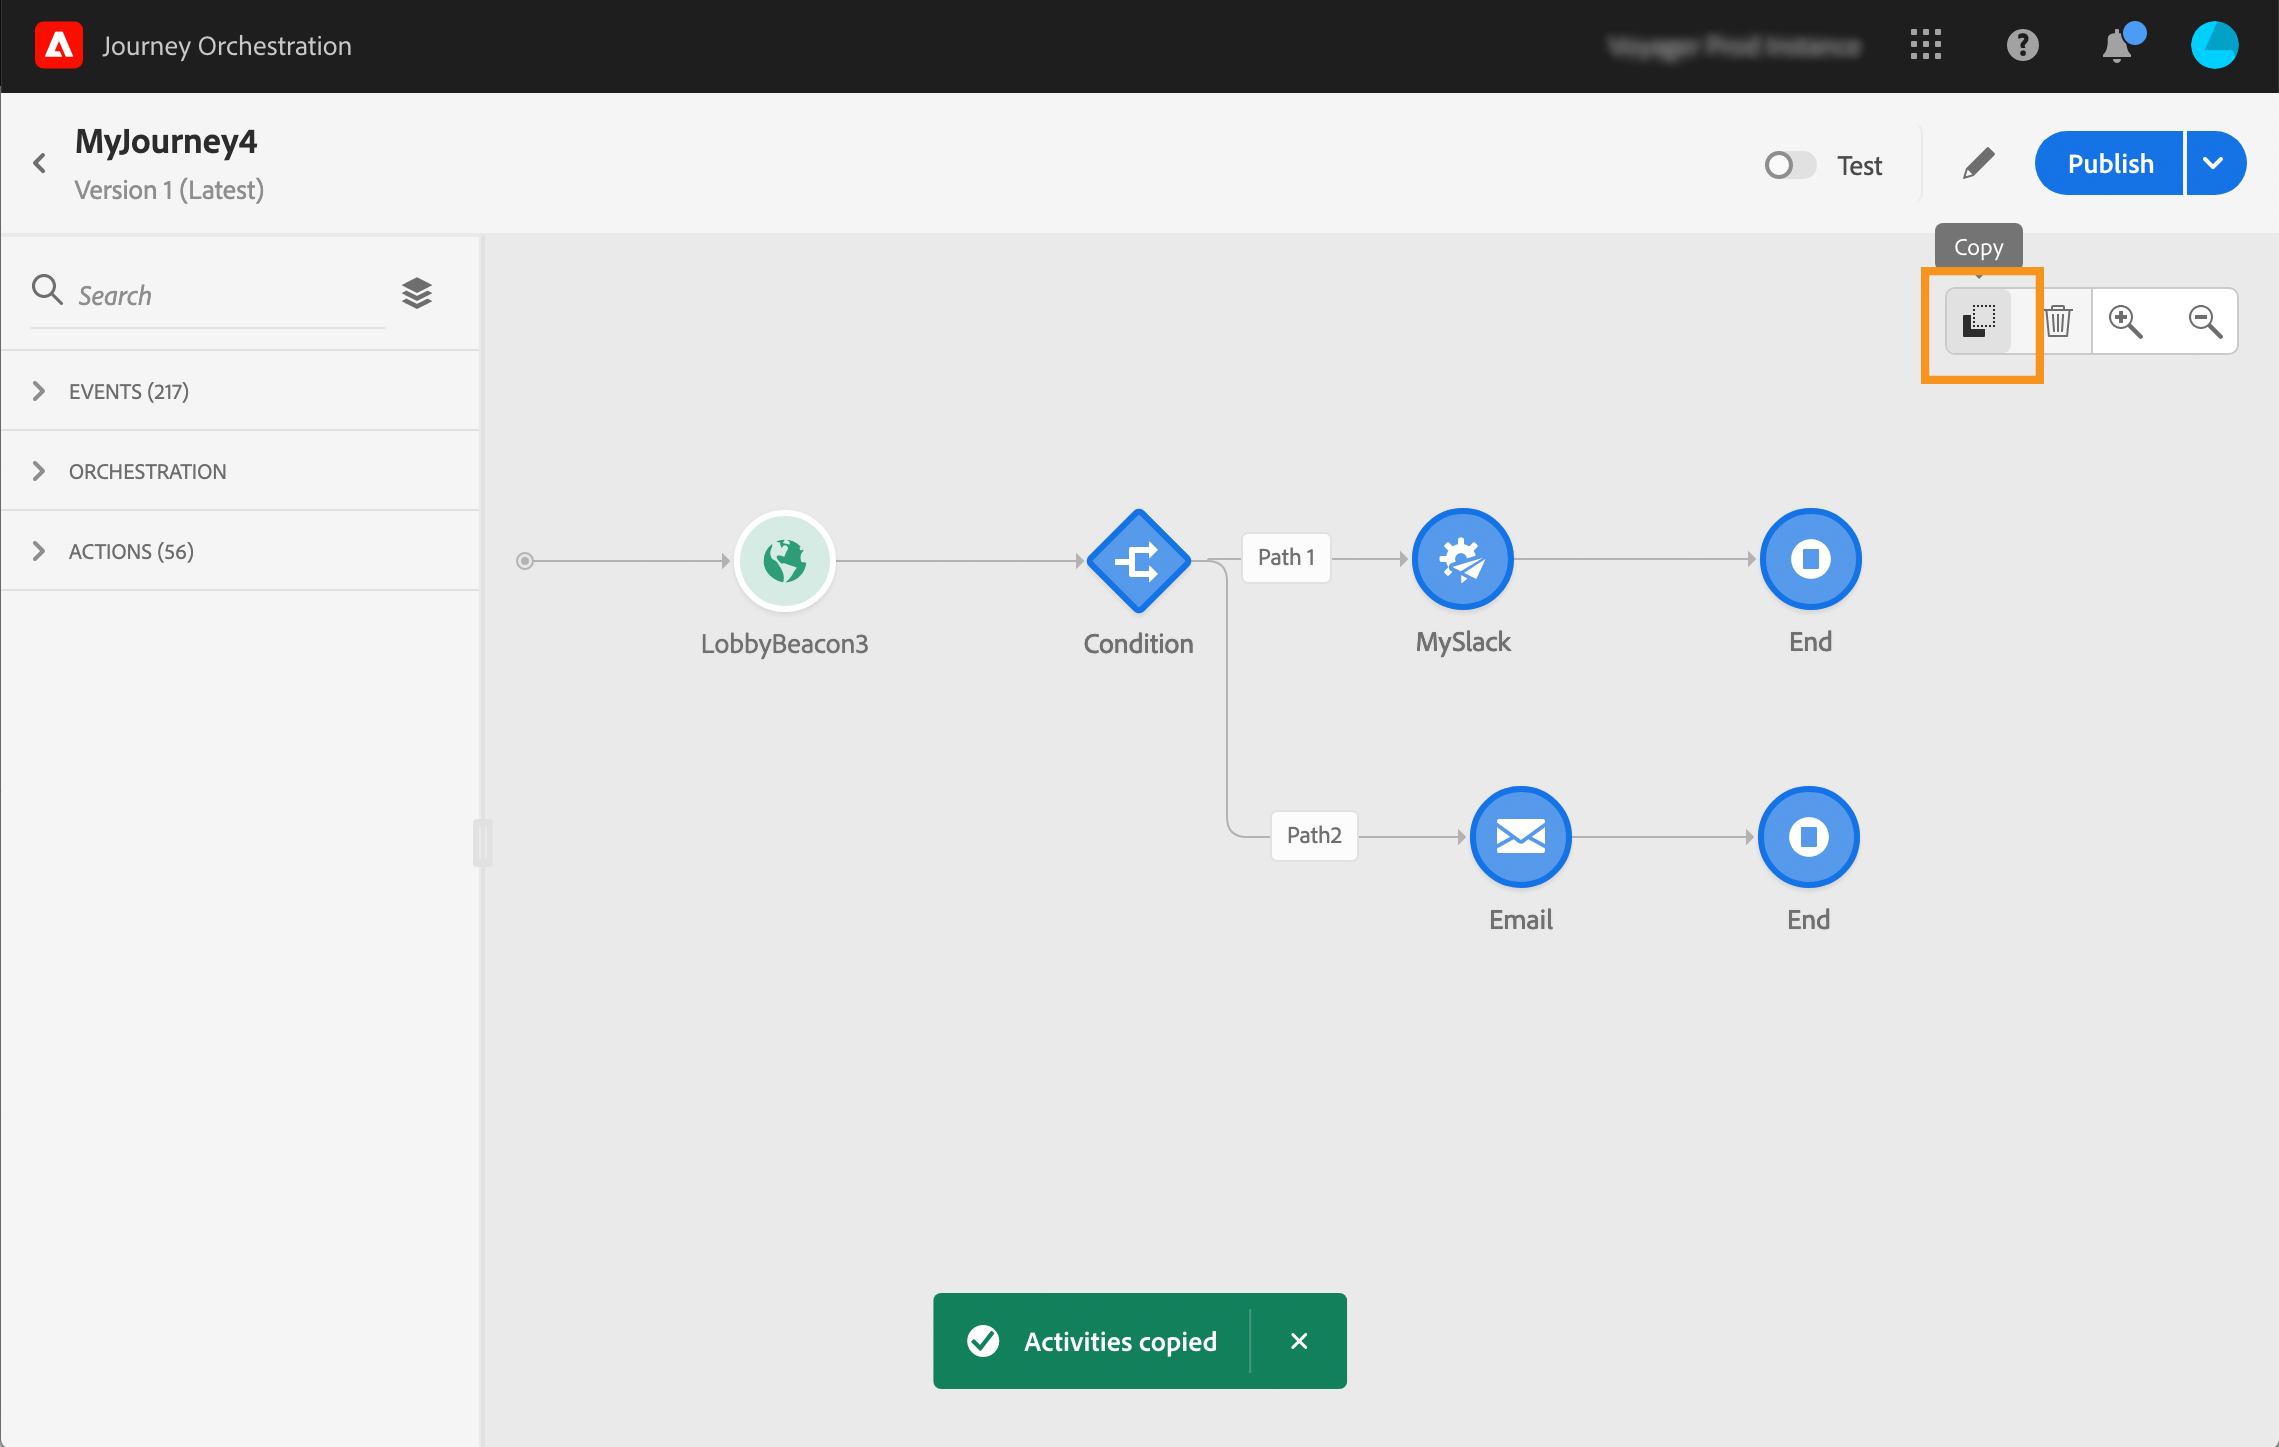 Journey Orchestration
MyJourney4
Version 1 (Latest)
Test
Publish
Copy
Search
EVENTS (217)
ORCHESTRATION
ACTIONS (56)
Path 1
LobbyBeacon3
Condition
MySlack
End
Path2
Email
End
Activities copied